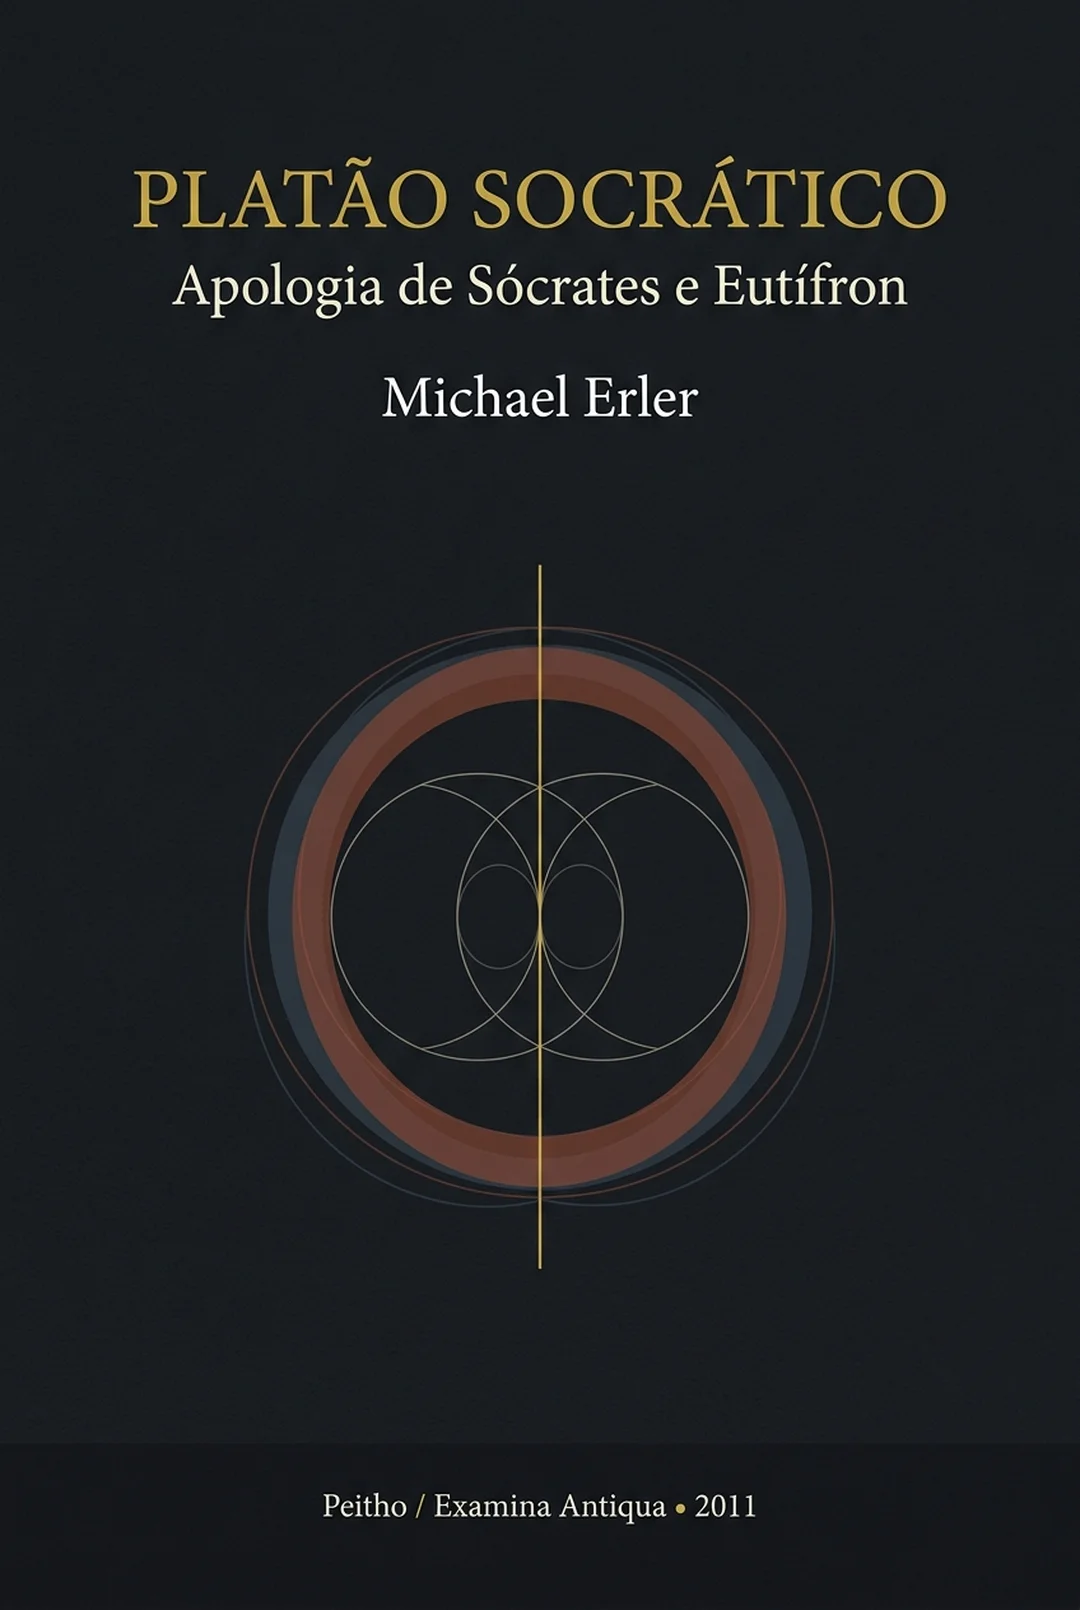 PLATÃO SOCRÁTICO
Apologia de Sócrates e Eutífron
Michael Erler
Peitho / Examina Antiqua • 2011